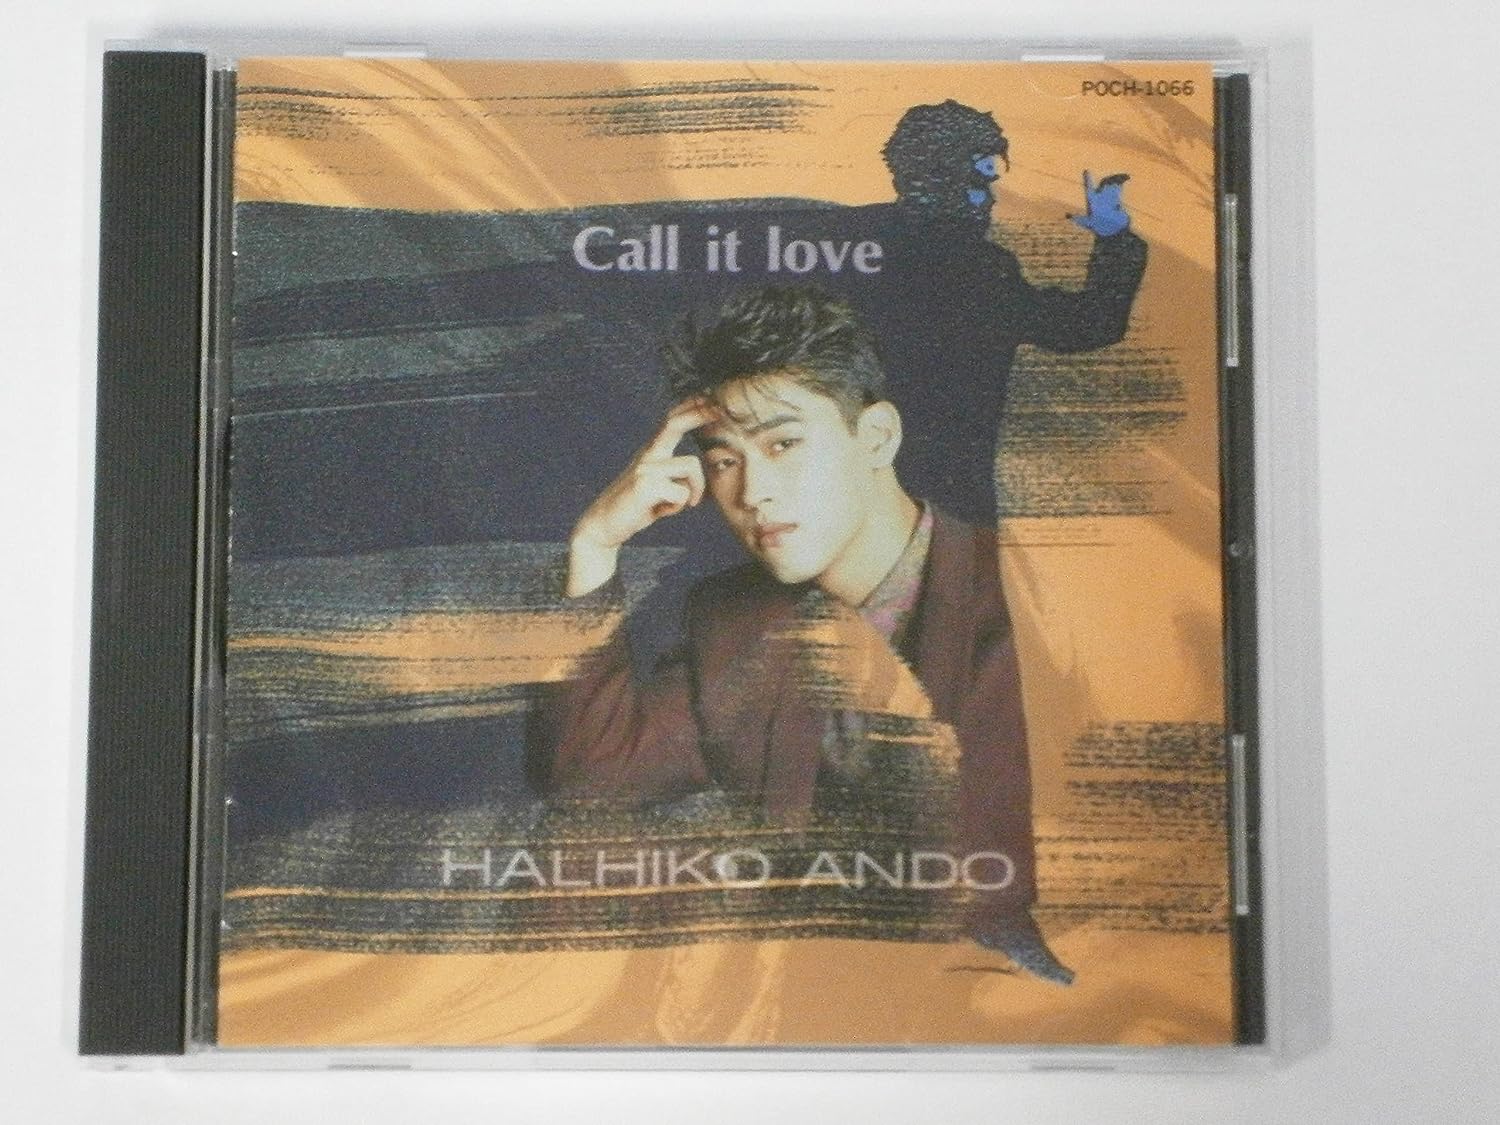 POCH-1066
Call it love
HALHIKO ANDO